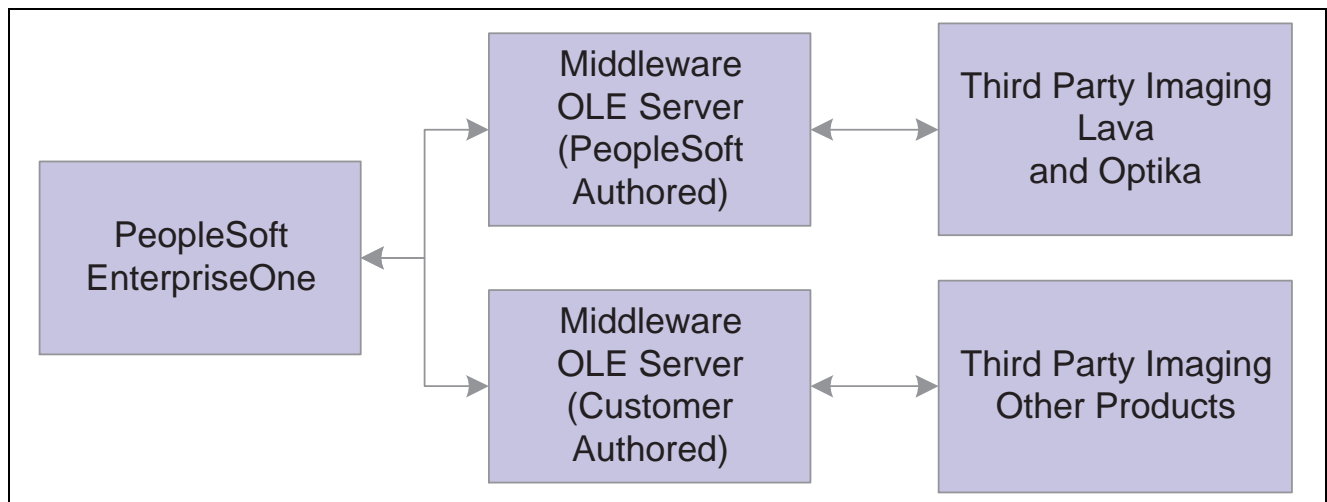 PeopleSoft
EnterpriseOne
Middleware
OLE Server
(PeopleSoft
Authored)
Third Party Imaging
Lava
and Optika
Middleware
OLE Server
(Customer
Authored)
Third Party Imaging
Other Products